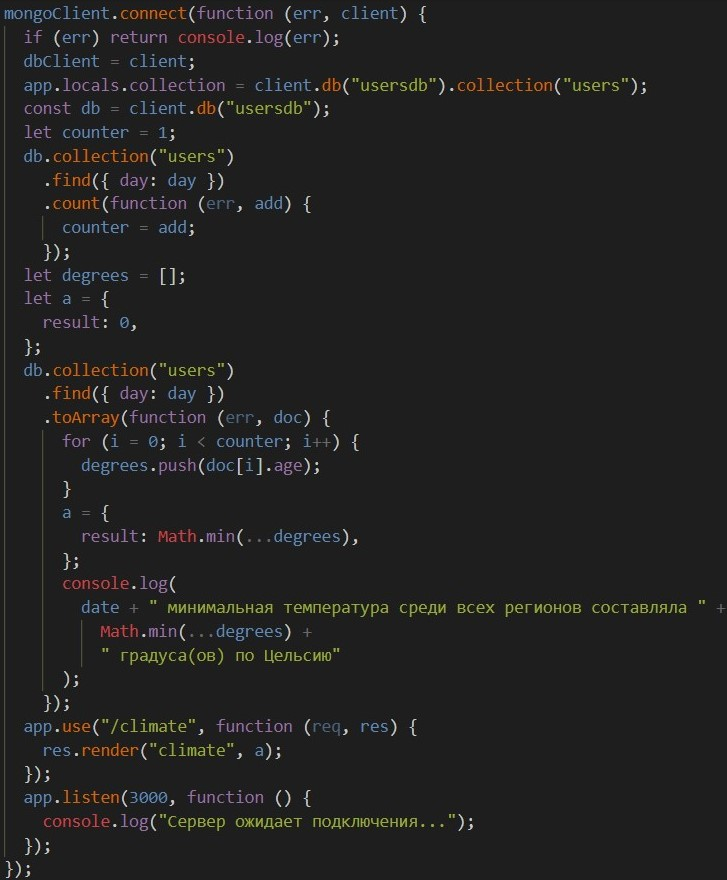 mongoClient.connect(function (err, client) {
  if (err) return console.log(err);
  dbClient = client;
  app.locals.collection = client.db("usersdb").collection("users");
  const db = client.db("usersdb");
  let counter = 1;
  db.collection("users")
    .find({ day: day })
    .count(function (err, add) {
      counter = add;
    });
  let degrees = [];
  let a = {
    result: 0,
  };
  db.collection("users")
    .find({ day: day })
    .toArray(function (err, doc) {
      for (i = 0; i < counter; i++) {
        degrees.push(doc[i].age);
      }
      a = {
        result: Math.min(...degrees),
      };
      console.log(
        date + " минимальная температура среди всех регионов составляла " +
          Math.min(...degrees) +
          " градуса(ов) по Цельсию"
      );
    });
  app.use("/climate", function (req, res) {
    res.render("climate", a);
  });
  app.listen(3000, function () {
    console.log("Сервер ожидает подключения...");
  });
});